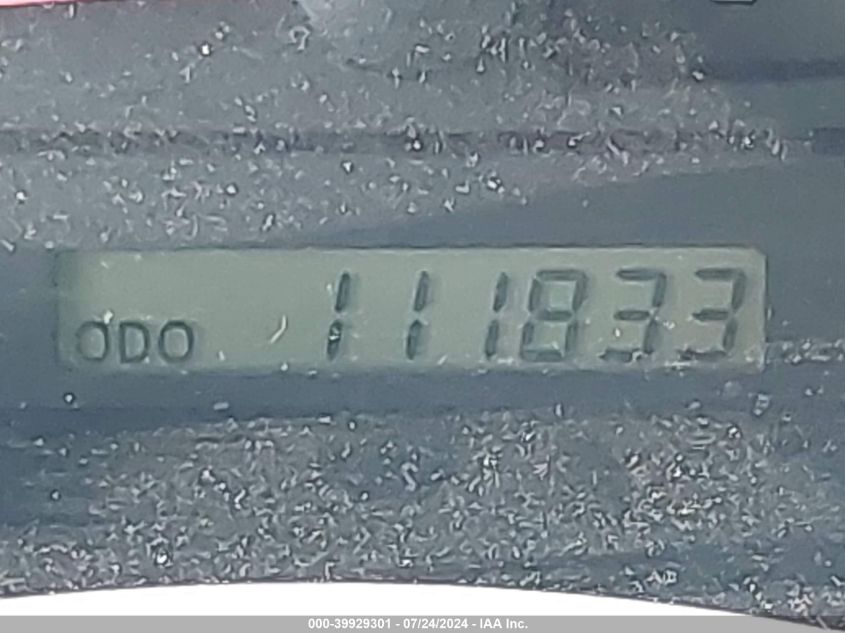 ODO 111833
000-39929301 - 07/24/2024 - IAA Inc.